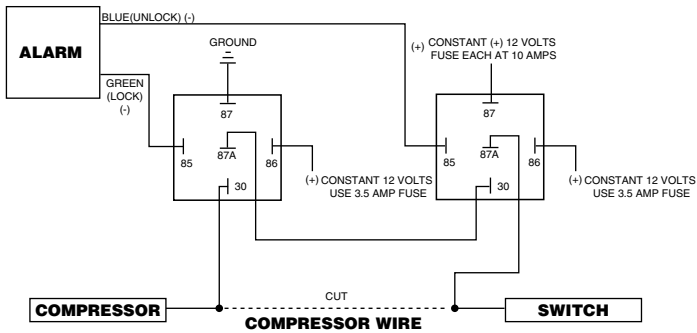 BLUE(UNLOCK) (-)
ALARM
GREEN
(LOCK)
(-)
GROUND
(+) CONSTANT (+) 12 VOLTS
FUSE EACH AT 10 AMPS
87
87
85
87A
86
85
87A
86
30
30
(+) CONSTANT 12 VOLTS
USE 3.5 AMP FUSE
(+) CONSTANT 12 VOLTS
USE 3.5 AMP FUSE
CUT
COMPRESSOR
COMPRESSOR WIRE
SWITCH